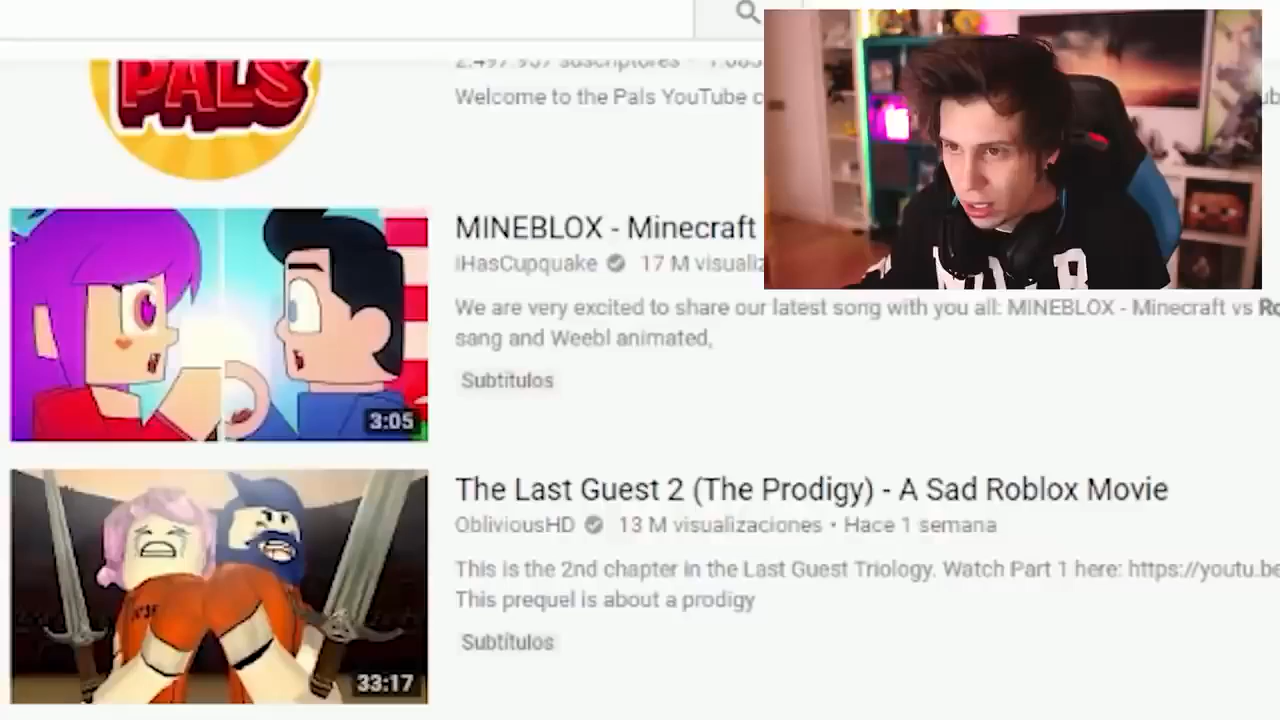 PALS
Welcome to the Pals YouTube
MINEBLOX - Minecraft
iHasCupquake 17 M visualiz
We are very excited to share our latest song with you all: MINEBLOX - Minecraft vs Ro
sang and Weebl animated,
Subtítulos
3:05
The Last Guest 2 (The Prodigy) - A Sad Roblox Movie
ObliviousHD 13 M visualizaciones • Hace 1 semana
This is the 2nd chapter in the Last Guest Triology. Watch Part 1 here: https://youtu.be
This prequel is about a prodigy
Subtítulos
33:17